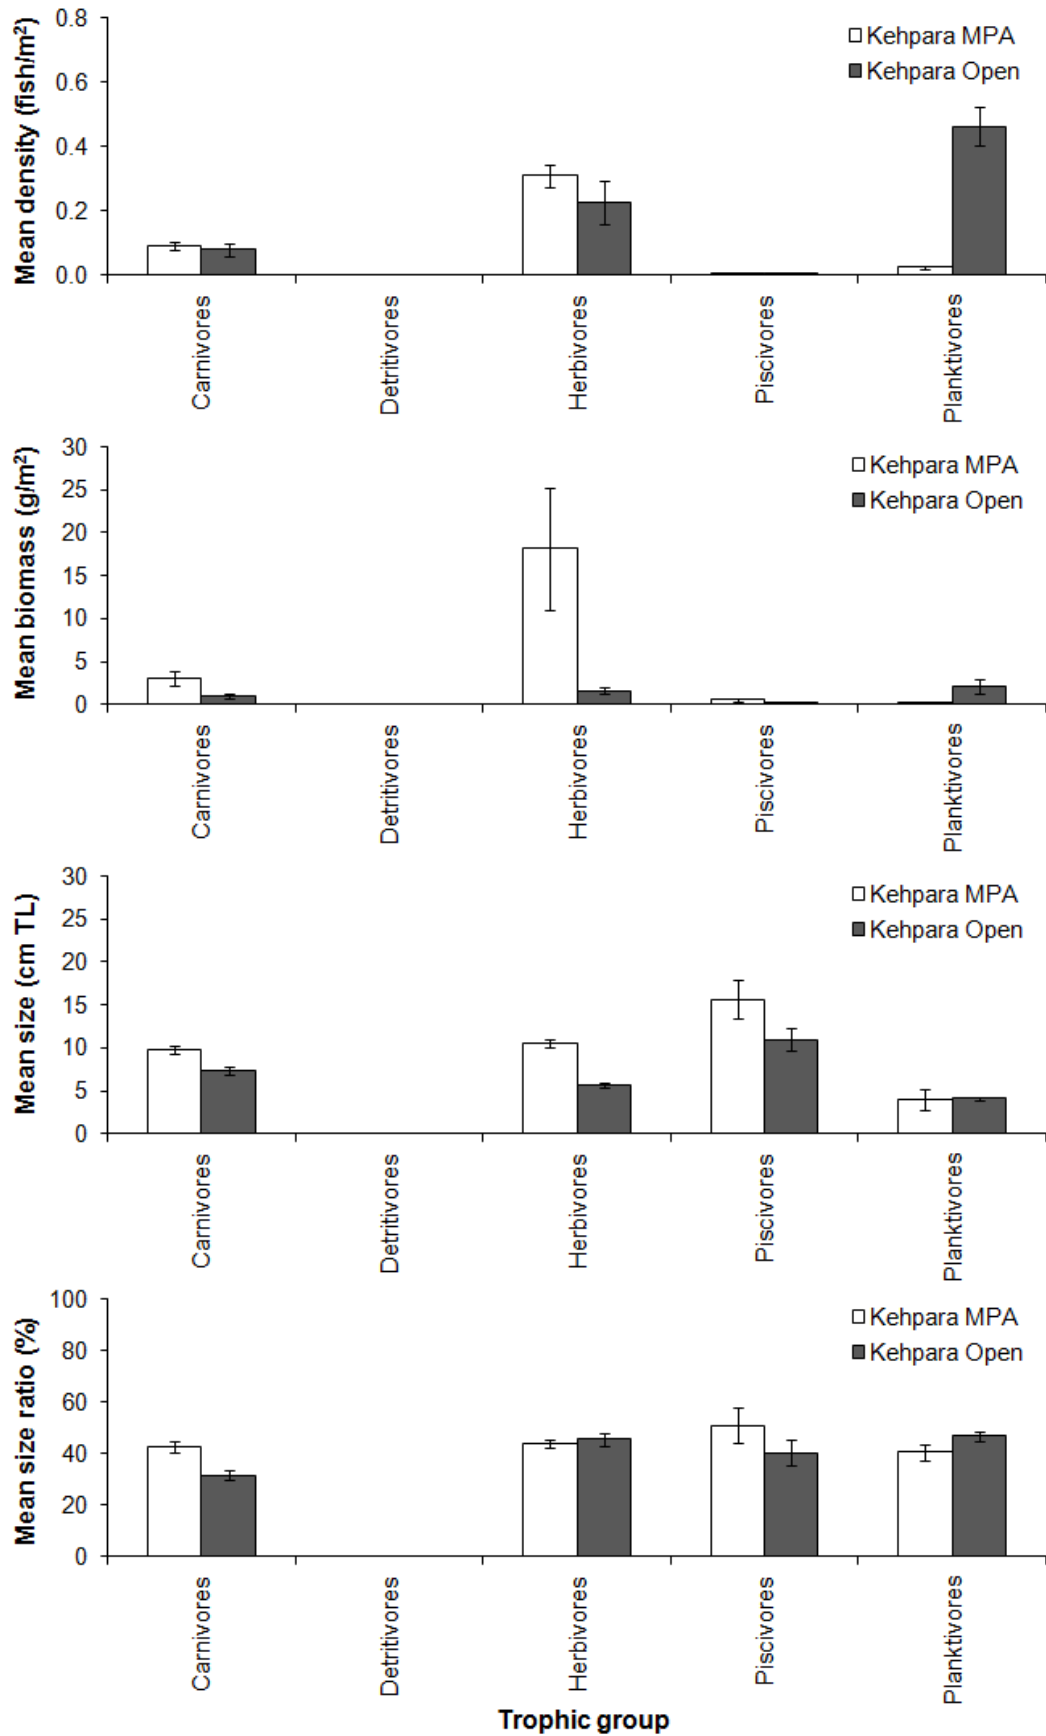 Mean density (fish/m²)
0.8
0.6
0.4
0.2
0.0
Kehpara MPA
Kehpara Open
Carnivores
Detritivores
Herbivores
Piscivores
Planktivores
Mean biomass (g/m²)
30
25
20
15
10
5
0
Kehpara MPA
Kehpara Open
Carnivores
Detritivores
Herbivores
Piscivores
Planktivores
Mean size (cm TL)
30
25
20
15
10
5
0
Kehpara MPA
Kehpara Open
Carnivores
Detritivores
Herbivores
Piscivores
Planktivores
Mean size ratio (%)
100
80
60
40
20
0
Kehpara MPA
Kehpara Open
Carnivores
Detritivores
Herbivores
Piscivores
Planktivores
Trophic group